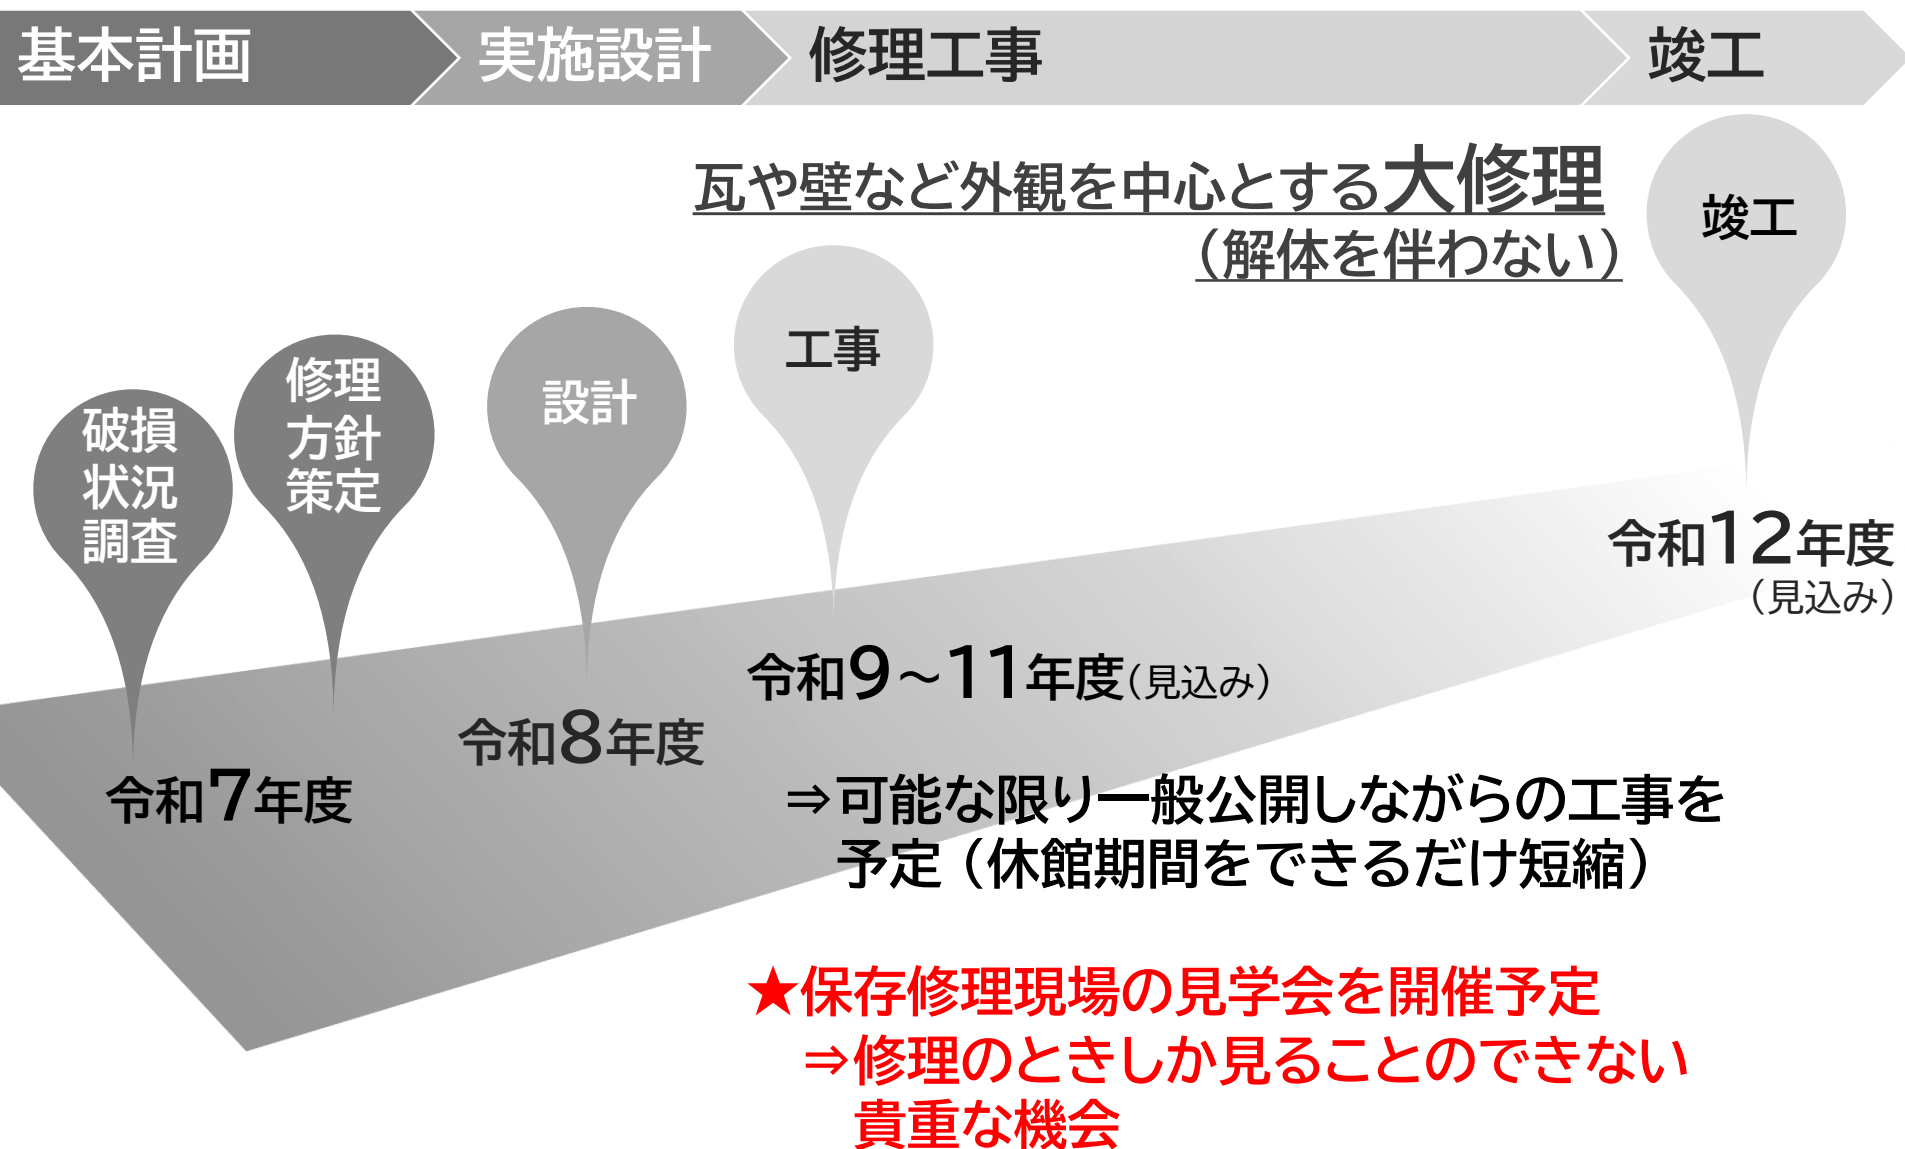 基本計画
実施設計
修理工事
竣工
瓦や壁など外観を中心とする大修理
（解体を伴わない）
竣工
工事
設計
修理
方針
策定
破損
状況
調査
令和12年度
（見込み）
令和9～11年度（見込み）
令和8年度
令和7年度
⇒可能な限り一般公開しながらの工事を
予定（休館期間をできるだけ短縮）
★保存修理現場の見学会を開催予定
⇒修理のときしか見ることのできない
貴重な機会